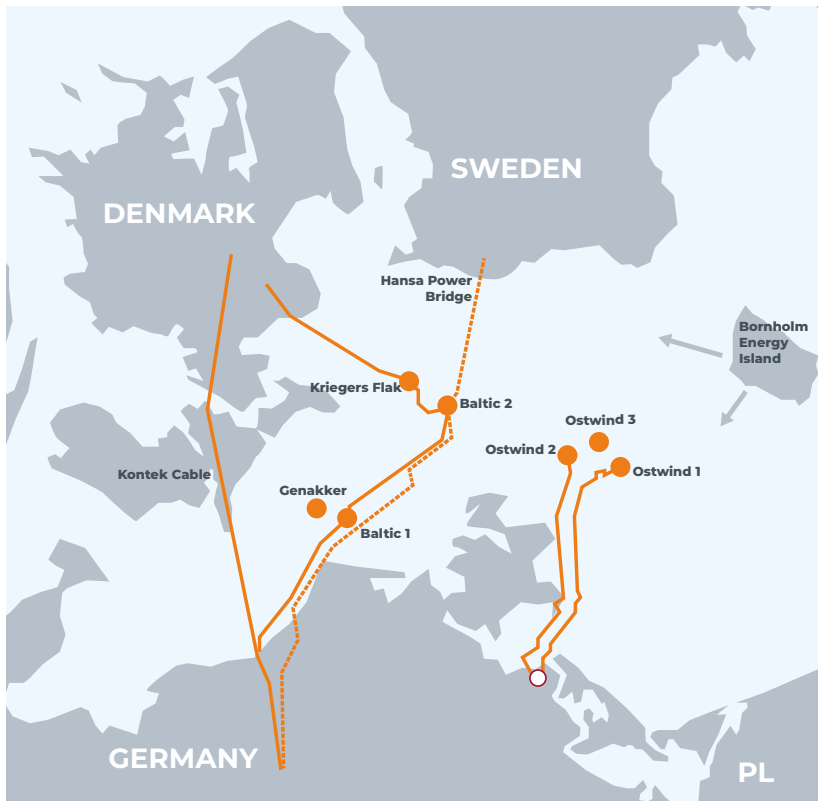 SWEDEN
DENMARK
Hansa Power
Bridge
Bornholm
Energy
Island
Kriegers Flak
Baltic 2
Ostwind 3
Ostwind 2
Ostwind 1
Kontek Cable
Genakker
Baltic 1
GERMANY
PL